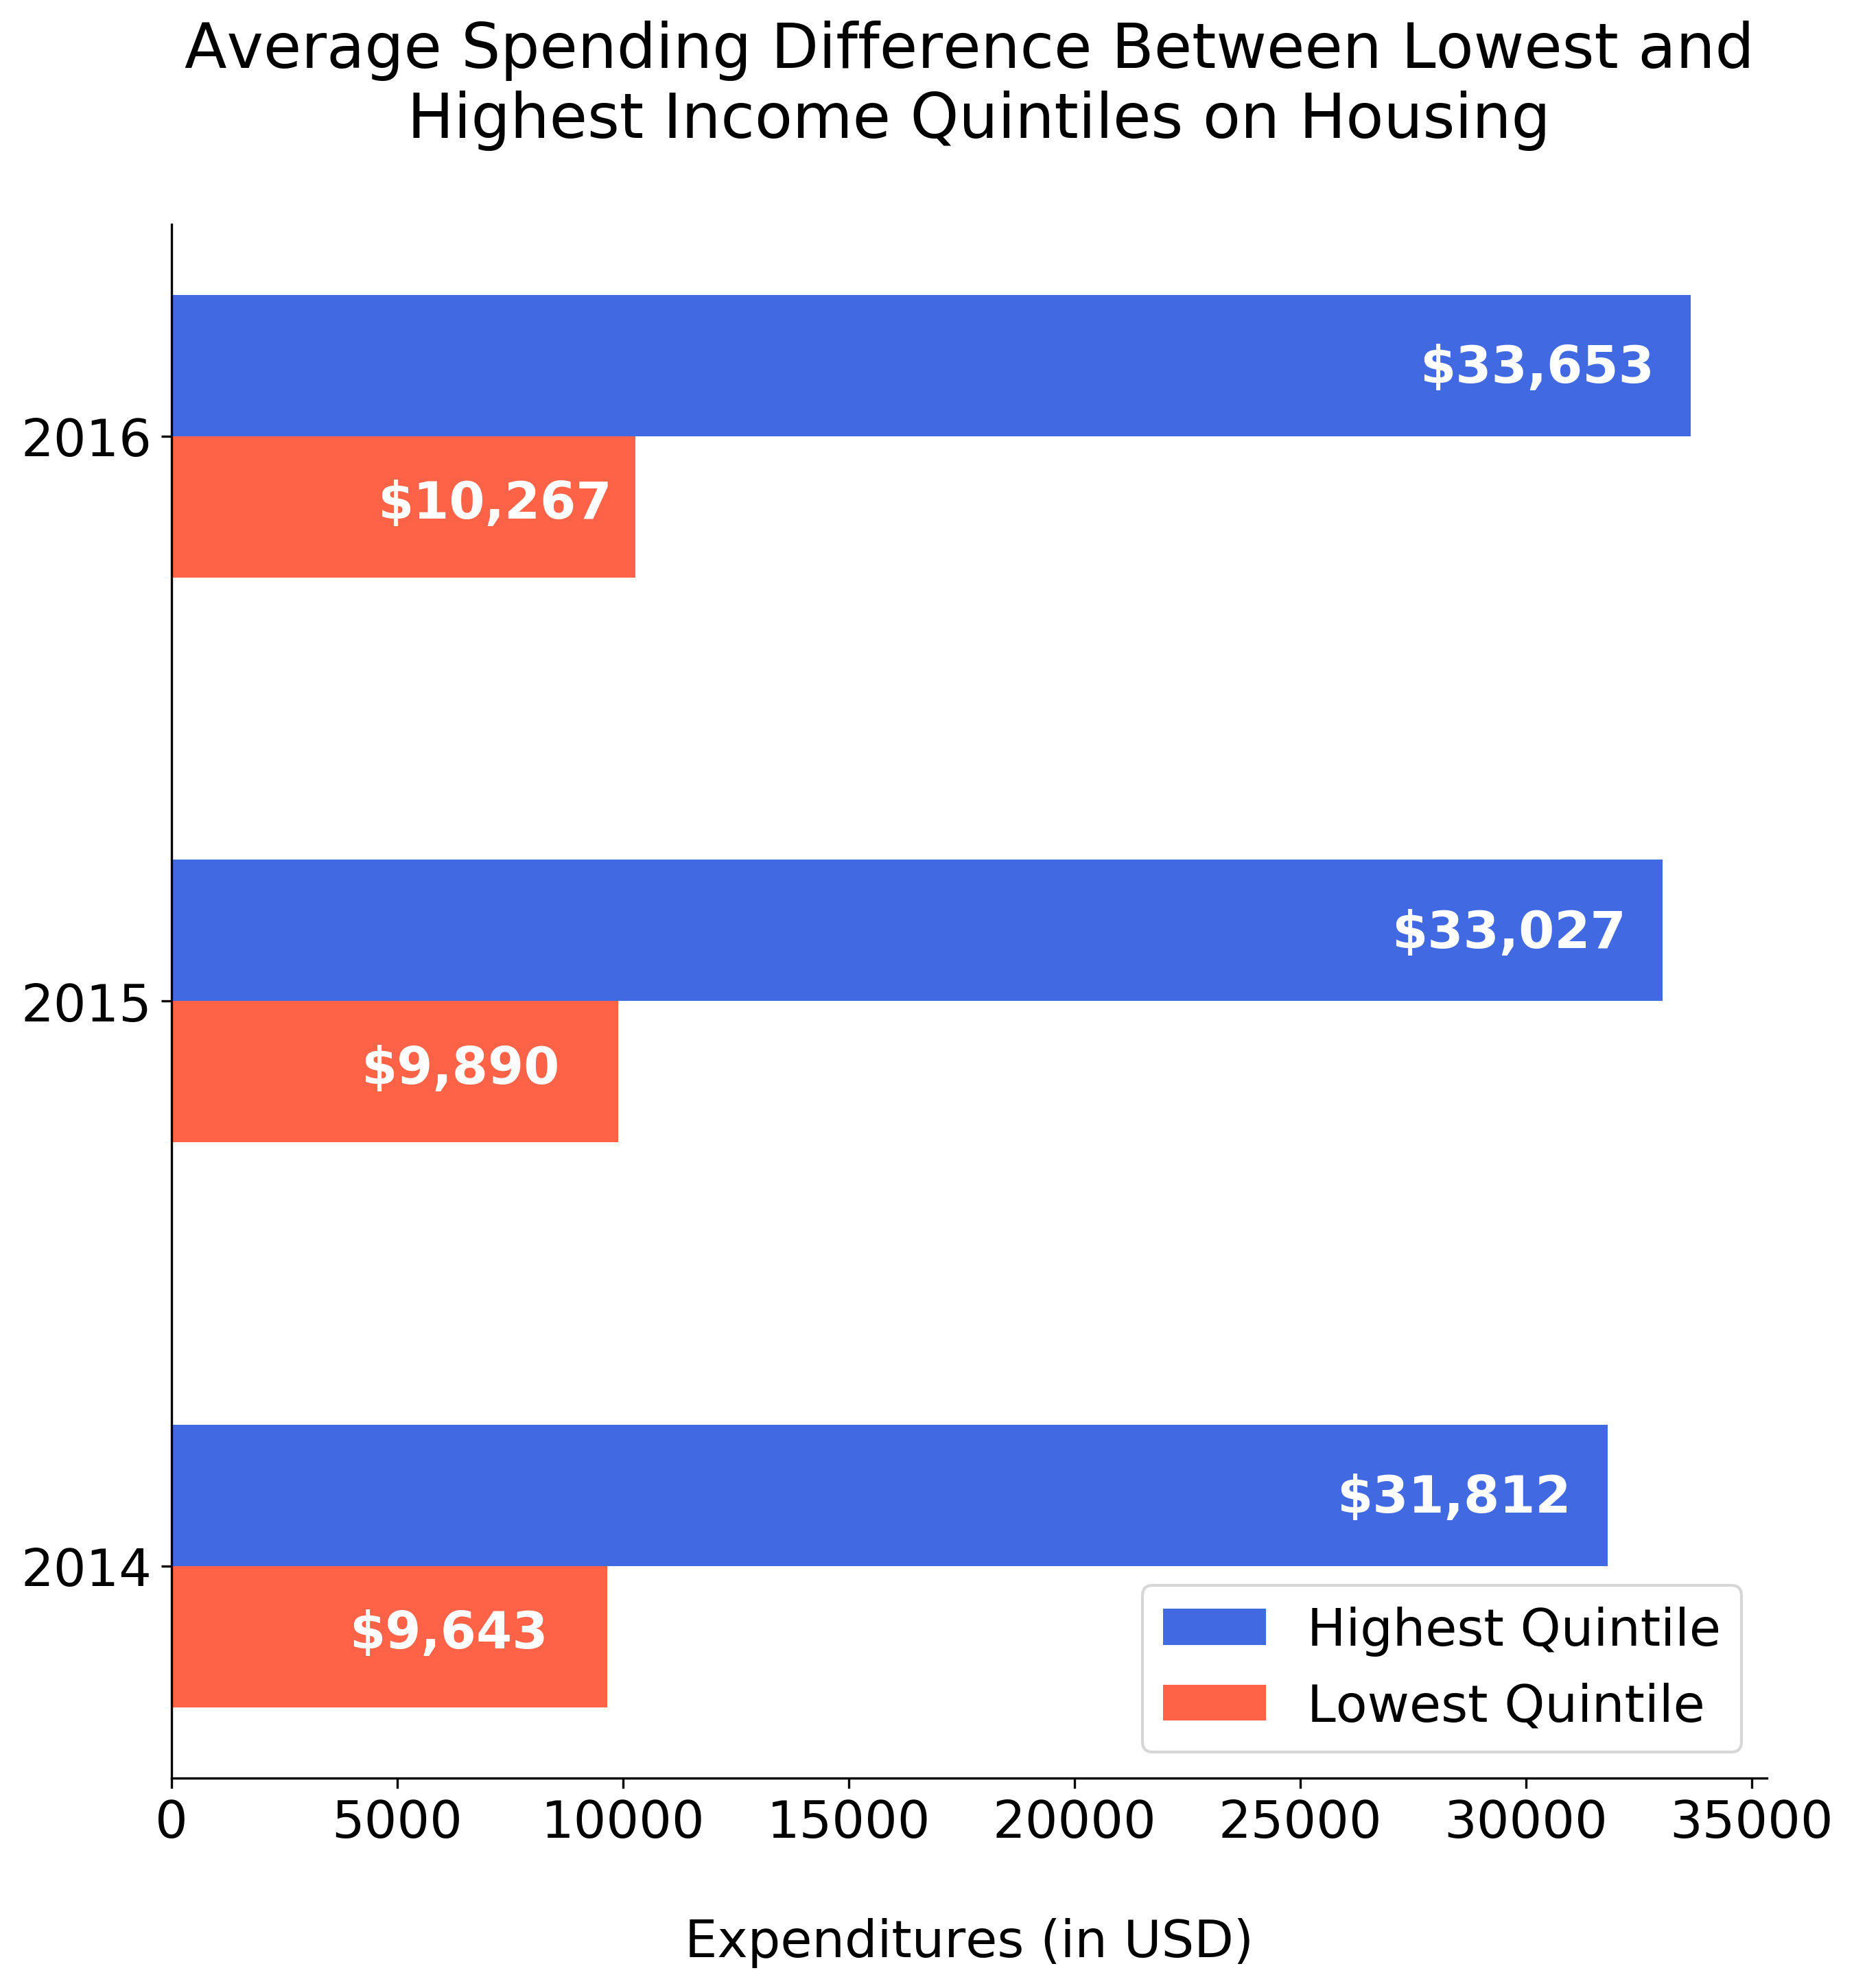 Average Spending Difference Between Lowest and
Highest Income Quintiles on Housing
2016
$33,653
$10,267
2015
$33,027
$9,890
2014
$31,812
$9,643
Highest Quintile
Lowest Quintile
0 5000 10000 15000 20000 25000 30000 35000
Expenditures (in USD)